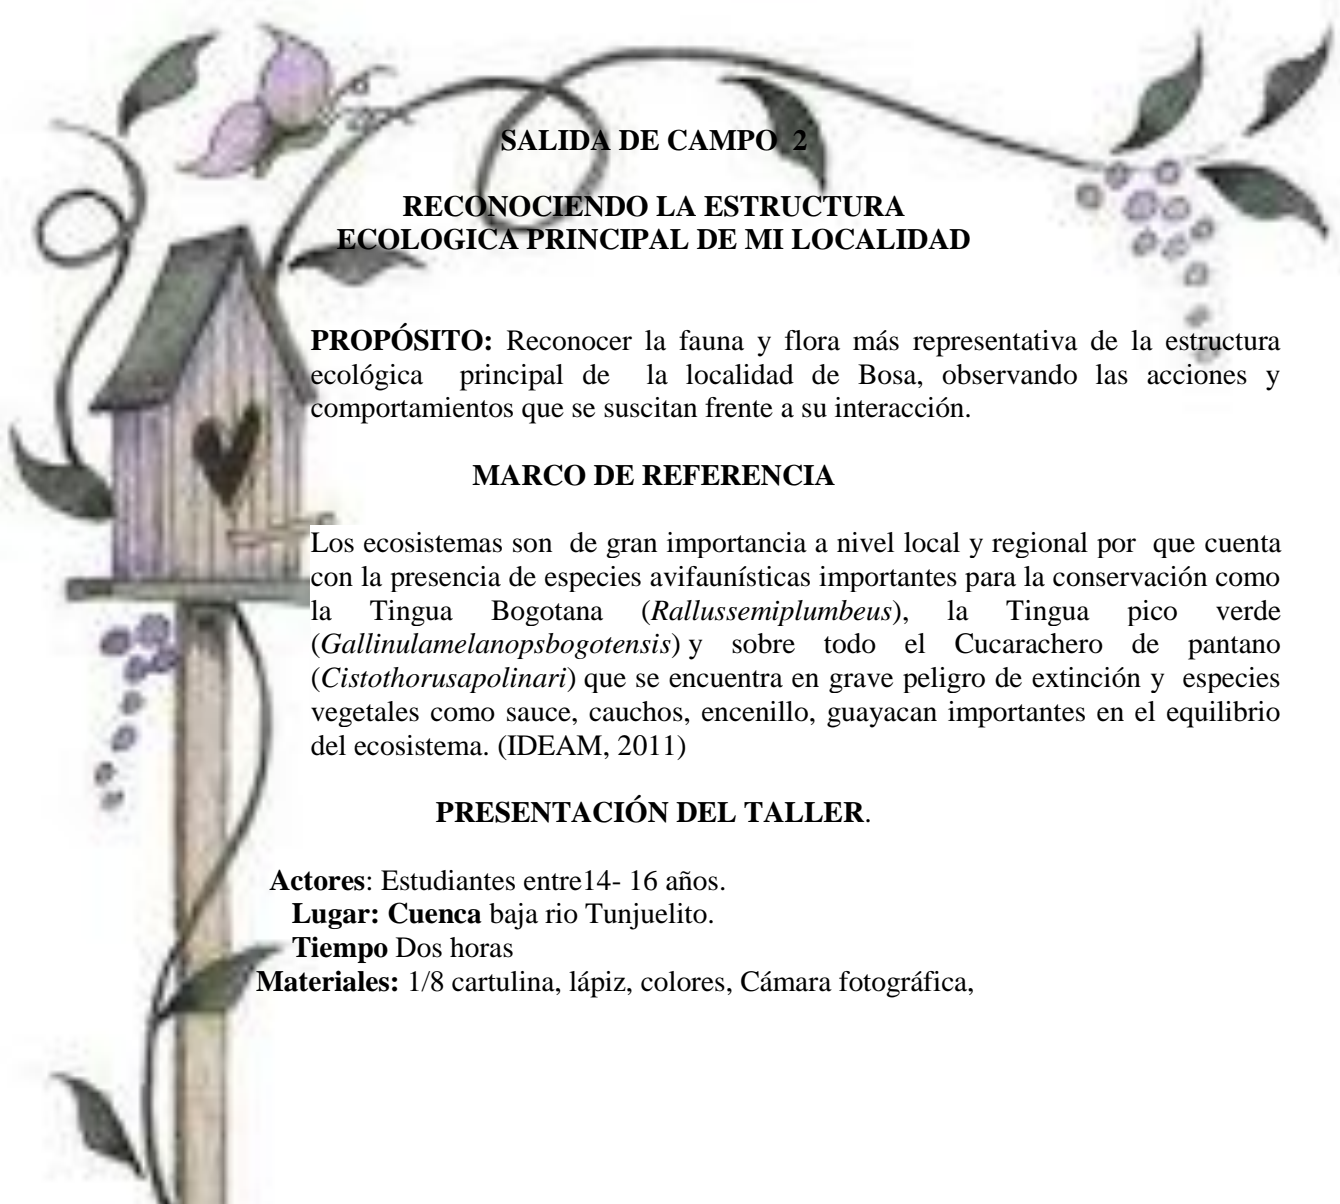 SALIDA DE CAMPO 2
RECONOCIENDO LA ESTRUCTURA
ECOLOGICA PRINCIPAL DE MI LOCALIDAD
PROPÓSITO: Reconocer la fauna y flora más representativa de la estructura
ecológica principal de la localidad de Bosa, observando las acciones y
comportamientos que se suscitan frente a su interacción.
MARCO DE REFERENCIA
Los ecosistemas son de gran importancia a nivel local y regional por que cuenta
con la presencia de especies avifaunísticas importantes para la conservación como
la Tingua Bogotana (Rallussemiplumbeus), la Tingua pico verde
(Gallinulamelanopsbogotensis) y sobre todo el Cucarachero de pantano
(Cistothorusapolinari) que se encuentra en grave peligro de extinción y especies
vegetales como sauce, cauchos, encenillo, guayacan importantes en el equilibrio
del ecosistema. (IDEAM, 2011)
PRESENTACIÓN DEL TALLER.
Actores: Estudiantes entre14- 16 años.
Lugar: Cuenca baja rio Tunjuelito.
Tiempo Dos horas
Materiales: 1/8 cartulina, lápiz, colores, Cámara fotográfica,